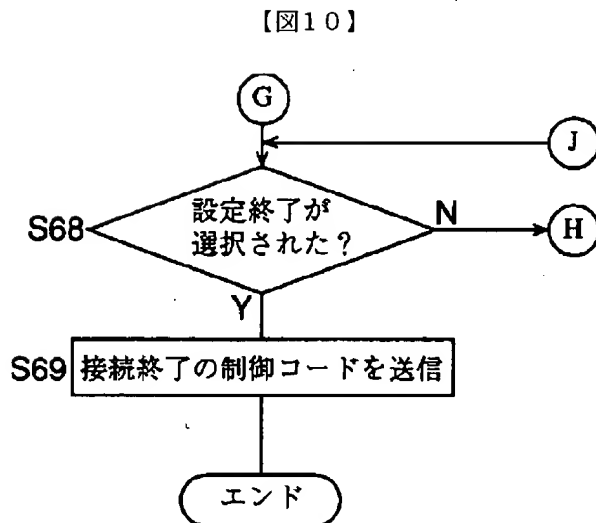 【図10】
G
J
S68
設定終了が
選択された?
N
H
Y
S69
接続終了の制御コードを送信
エンド